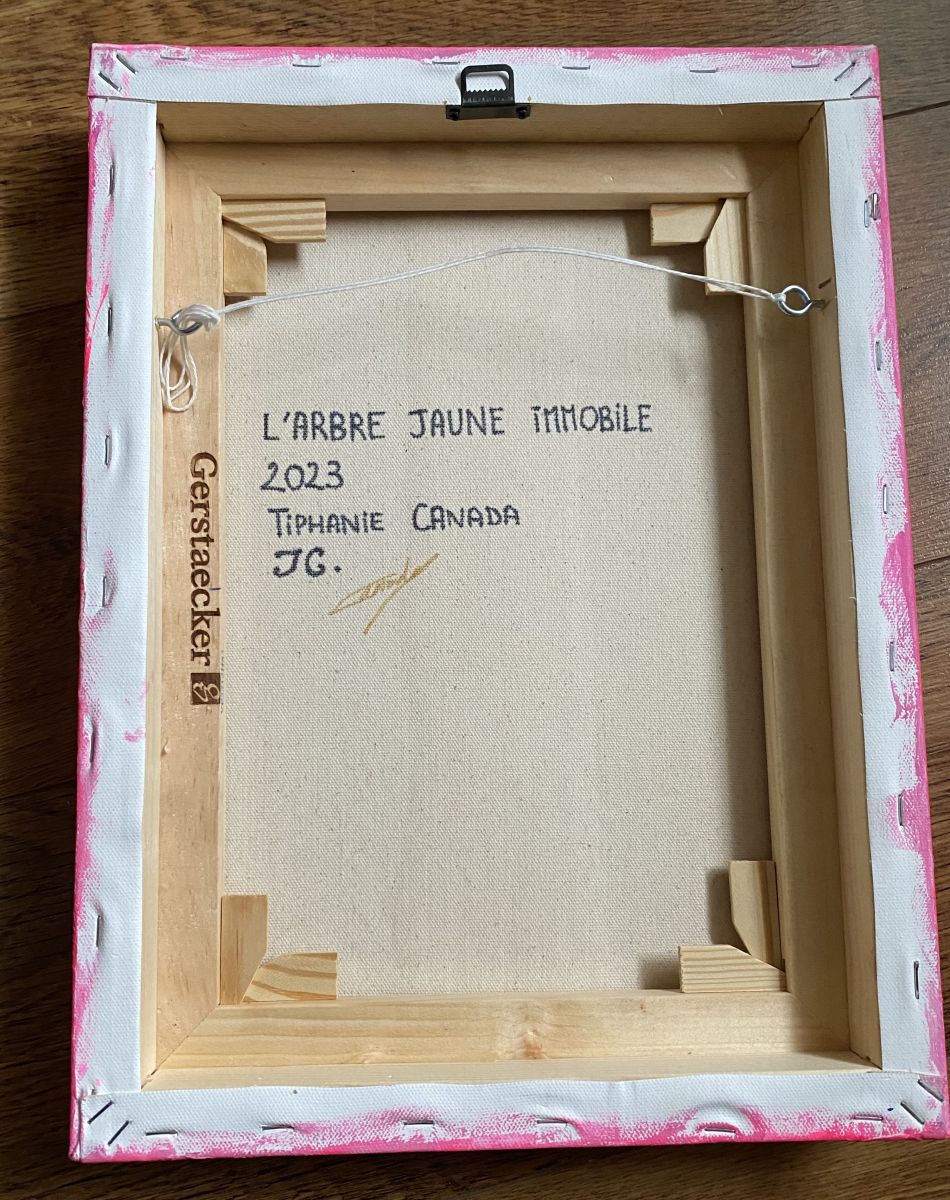 L'ARBRE JAUNE IMMOBILE
2023
TIPHANIE CANADA
JG.
Gerstaecker